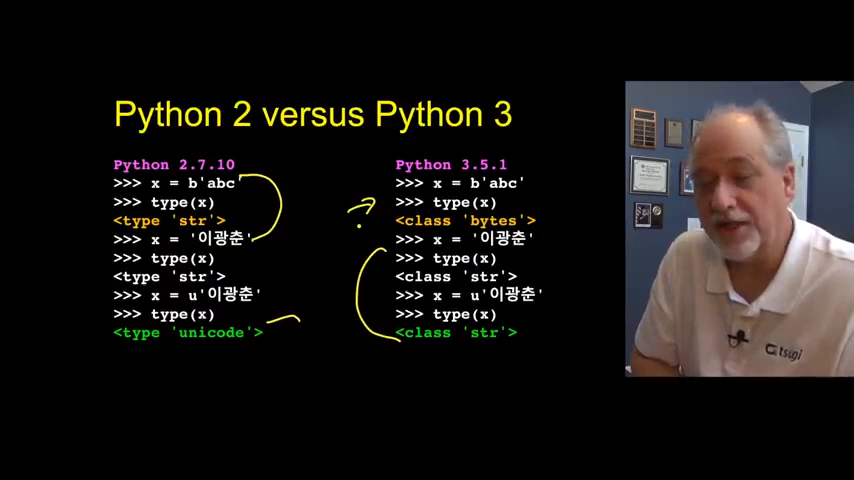 Python 2 versus Python 3
Python 2.7.10
>>> x = b'abc'
>>> type(x)
<type 'str'>
>>> x = '이광춘'
>>> type(x)
<type 'str'>
>>> x = u'이광춘'
>>> type(x)
<type 'unicode'>
Python 3.5.1
>>> x = b'abc'
>>> type(x)
<class 'bytes'>
>>> x = '이광춘'
>>> type(x)
<class 'str'>
>>> x = u'이광춘'
>>> type(x)
<class 'str'>
tsugi